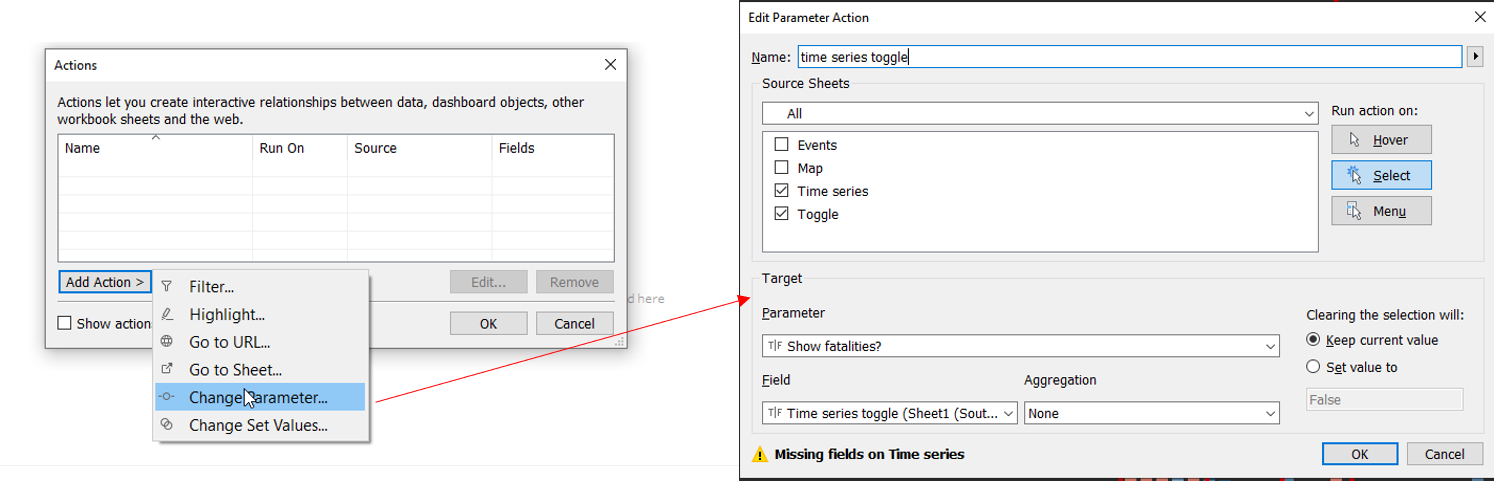 Actions
Actions let you create interactive relationships between data, dashboard objects, other
workbook sheets and the web.
Name Run On Source Fields
Add Action > Edit... Remove
Filter...
Highlight...
Go to URL...
Go to Sheet...
Change Parameter...
Change Set Values...
d here
Show action
OK Cancel
Edit Parameter Action
Name: time series toggle
Source Sheets
All
Events
Map
Time series
Toggle
Run action on:
Hover
Select
Menu
Target
Parameter
T|F Show fatalities?
Field
T|F Time series toggle (Sheet1 (Sout...
Aggregation
None
Clearing the selection will:
Keep current value
Set value to
False
Missing fields on Time series
OK Cancel